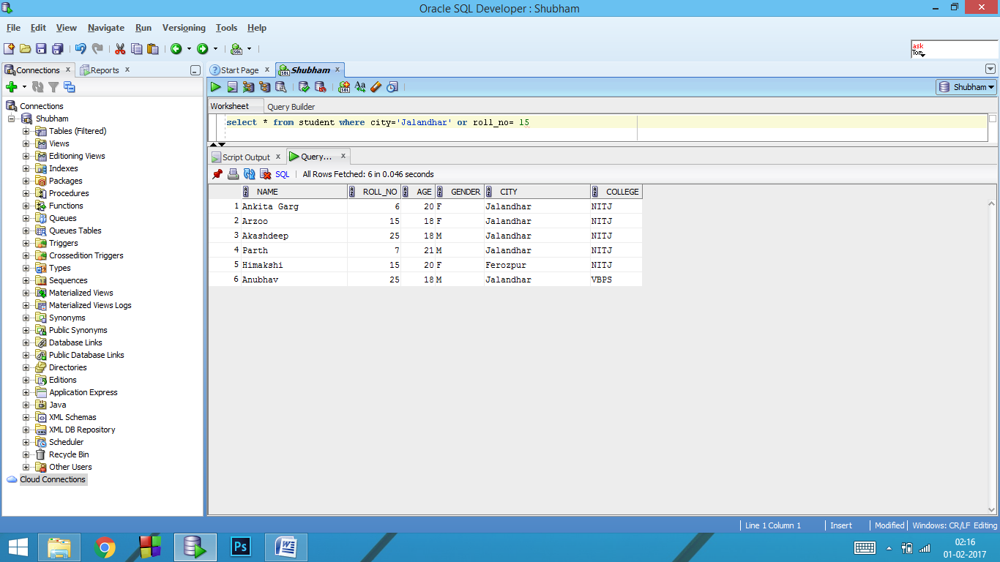 Oracle SQL Developer : Shubham
File Edit View Navigate Run Versioning Tools Help
ask
Tom
Connections x Reports x
Start Page x Shubham x
Shubham
Worksheet Query Builder
select * from student where city='Jalandhar' or roll_no= 15
Script Output x Query... x
SQL | All Rows Fetched: 6 in 0.046 seconds
NAME ROLL_NO AGE GENDER CITY COLLEGE
1 Ankita Garg 6 20 F Jalandhar NITJ
2 Arzoo 15 18 F Jalandhar NITJ
3 Akashdeep 25 18 M Jalandhar NITJ
4 Parth 7 21 M Jalandhar NITJ
5 Himakshi 15 20 F Ferozpur NITJ
6 Anubhav 25 18 M Jalandhar VBPS
Connections
Shubham
Tables (Filtered)
Views
Editioning Views
Indexes
Packages
Procedures
Functions
Queues
Queues Tables
Triggers
Crossedition Triggers
Types
Sequences
Materialized Views
Materialized Views Logs
Synonyms
Public Synonyms
Database Links
Public Database Links
Directories
Editions
Application Express
Java
XML Schemas
XML DB Repository
Scheduler
Recycle Bin
Other Users
Cloud Connections
Line 1 Column 1 | Insert | Modified | Windows: CR/LF Editing
Ps
W
02:16
01-02-2017